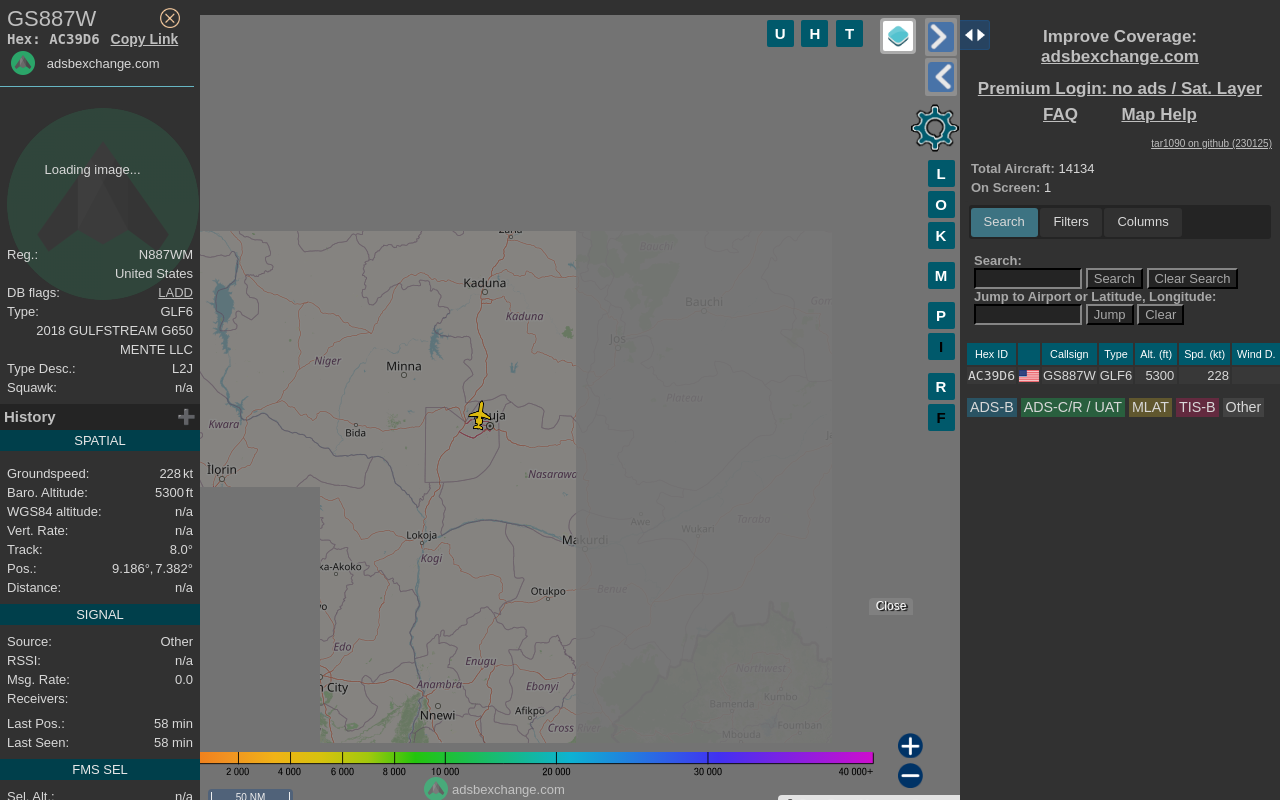 GS887W
Hex: AC39D6 Copy Link
adsbexchange.com
Loading image...
Reg.: N887WM
United States
DB flags: LADD
Type: GLF6
2018 GULFSTREAM G650
MENTE LLC
Type Desc.: L2J
Squawk: n/a
History
SPATIAL
Groundspeed: 228 kt
Baro. Altitude: 5300 ft
WGS84 altitude: n/a
Vert. Rate: n/a
Track: 8.0°
Pos.: 9.186°, 7.382°
Distance: n/a
SIGNAL
Source: Other
RSSI: n/a
Msg. Rate: 0.0
Receivers:
Last Pos.: 58 min
Last Seen: 58 min
FMS SEL
Sel. Alt.: n/a
U H T
L
O
K
M
P
I
R
F
Kaduna
Kaduna
Bauchi
Bauchi
Jos
Niger
Minna
Plateau
Kwara
Bida
uja
Ilorin
Nasarawa
Lokoja
Makurdi
Awe
Wukan
Taraba
Kogi
ka-Akoko
Otukpo
Benue
Edo
Enugu
Northwest
City
Anambra
Ebonyi
Kumbo
Bamenda
Nnewi
Afikpo
Cross River
Foumban
Mbouda
Close
2 000 4 000 6 000 8 000 10 000 20 000 30 000 40 000+
adsbexchange.com
50 NM
Improve Coverage:
adsbexchange.com
Premium Login: no ads / Sat. Layer
FAQ Map Help
tar1090 on github (230125)
Total Aircraft: 14134
On Screen: 1
Search Filters Columns
Search:
Search Clear Search
Jump to Airport or Latitude, Longitude:
Jump Clear
Hex ID Callsign Type Alt. (ft) Spd. (kt) Wind D.
AC39D6 GS887W GLF6 5300 228
ADS-B ADS-C/R / UAT MLAT TIS-B Other